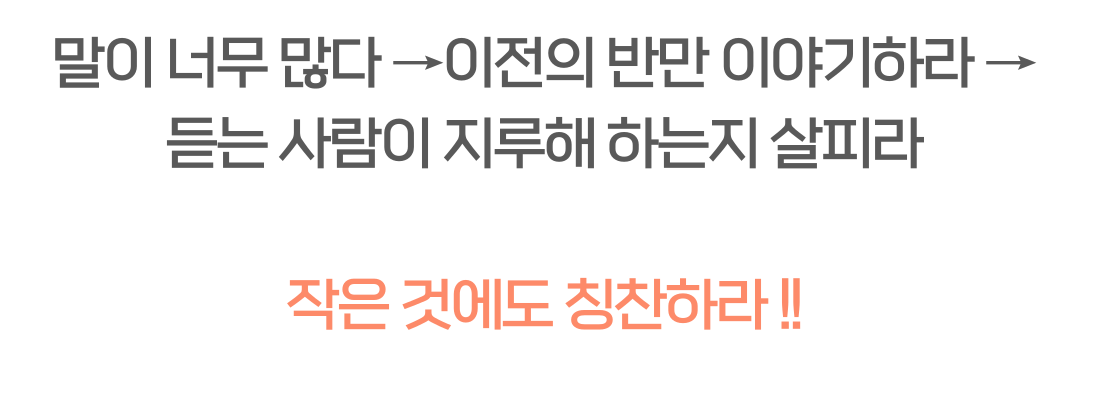 말이 너무 많다 →이전의 반만 이야기하라 →
듣는 사람이 지루해 하는지 살피라
작은 것에도 칭찬하라 !!